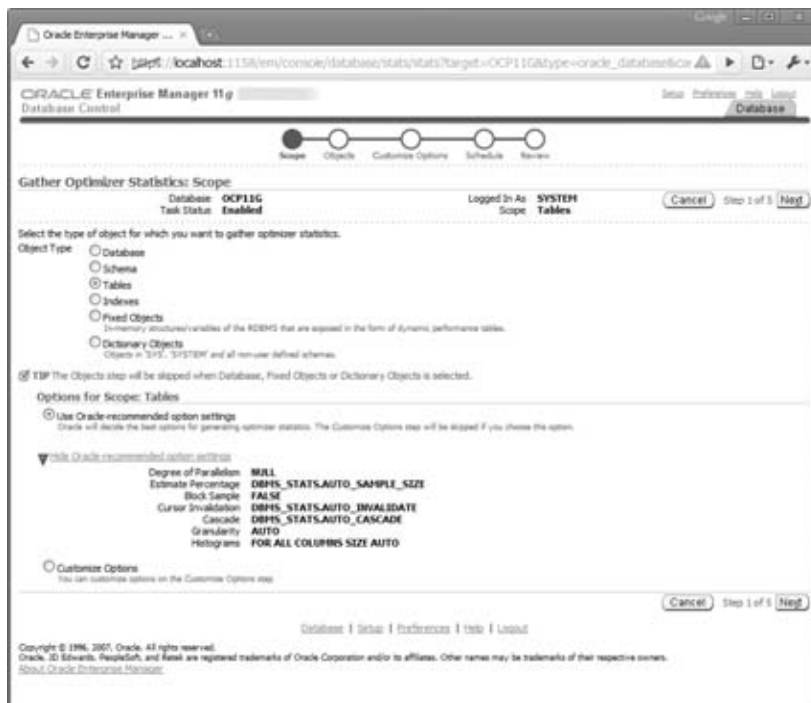 Google
Oracle Enterprise Manager ...
localhost:1158/em/console/database/stats/stats?target=OCP11G&type=oracle_database&cor
ORACLE Enterprise Manager 11g
Database Control
Setup Preferences Help Logout
Database
Scope Objects Customize Options Schedule Review
Gather Optimizer Statistics: Scope
Database OCP11G Logged In As SYSTEM
Task Status Enabled Scope Tables
Cancel Step 1 of 5 Next
Select the type of object for which you want to gather optimizer statistics.
Object Type Database
Schema
Tables
Indexes
Fixed Objects
In-memory structures/variables of the RDBMS that are exposed in the form of dynamic performance tables.
Dictionary Objects
Objects in 'SYS', 'SYSTEM' and all non-user defined schemas.
TIP The Objects step will be skipped when Database, Fixed Objects or Dictionary Objects is selected.
Options for Scope: Tables
Use Oracle-recommended option settings
Oracle will decide the best options for generating optimizer statistics. The Customize Options step will be skipped if you choose this option.
Hide Oracle-recommended option settings
Degree of Parallelism NULL
Estimate Percentage DBMS_STATS.AUTO_SAMPLE_SIZE
Block Sample FALSE
Cursor Invalidation DBMS_STATS.AUTO_INVALIDATE
Cascade DBMS_STATS.AUTO_CASCADE
Granularity AUTO
Histograms FOR ALL COLUMNS SIZE AUTO
Customize Options
You can customize options on the Customize Options step
Cancel Step 1 of 5 Next
Database | Setup | Preferences | Help | Logout
Copyright © 1996, 2007, Oracle. All rights reserved.
Oracle, JD Edwards, PeopleSoft, and Retek are registered trademarks of Oracle Corporation and/or its affiliates. Other names may be trademarks of their respective owners.
About Oracle Enterprise Manager